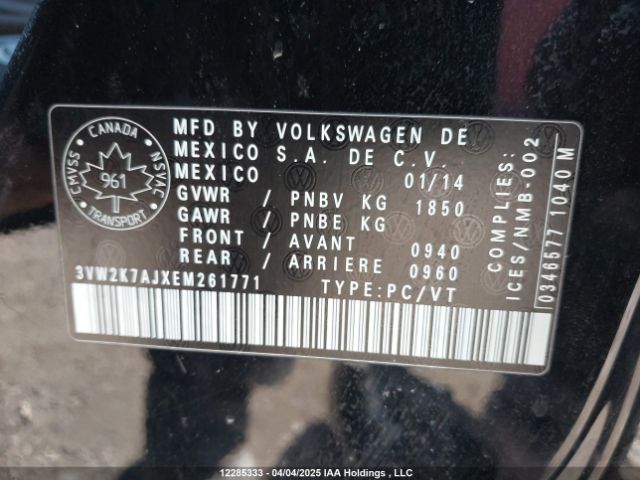 CANADA
CMVSS
NSVAC
961
TRANSPORT
MFD BY VOLKSWAGEN DE
MEXICO S.A. DE C.V.
MEXICO 01/14
GVWR / PNBV KG 1850
GAWR / PNBE KG
FRONT / AVANT 0940
REAR / ARRIERE 0960
3VW2K7AJXEM261771 TYPE:PC/VT
COMPLIES:
ICES/NMB-002
0346577 1040 M
12285333 - 04/04/2025 IAA Holdings , LLC